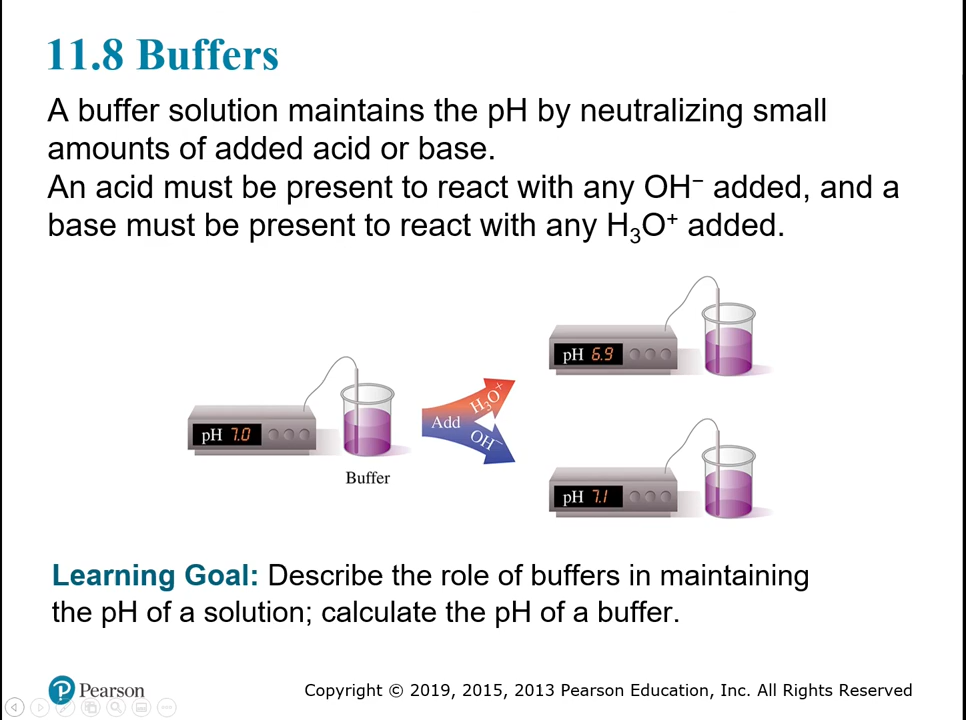 11.8 Buffers
A buffer solution maintains the pH by neutralizing small
amounts of added acid or base.
An acid must be present to react with any OH⁻ added, and a
base must be present to react with any H₃O⁺ added.
pH 6.9
pH 7.0
Add
H₃O⁺
OH⁻
Buffer
pH 7.1
Learning Goal: Describe the role of buffers in maintaining
the pH of a solution; calculate the pH of a buffer.
P Pearson
Copyright © 2019, 2015, 2013 Pearson Education, Inc. All Rights Reserved